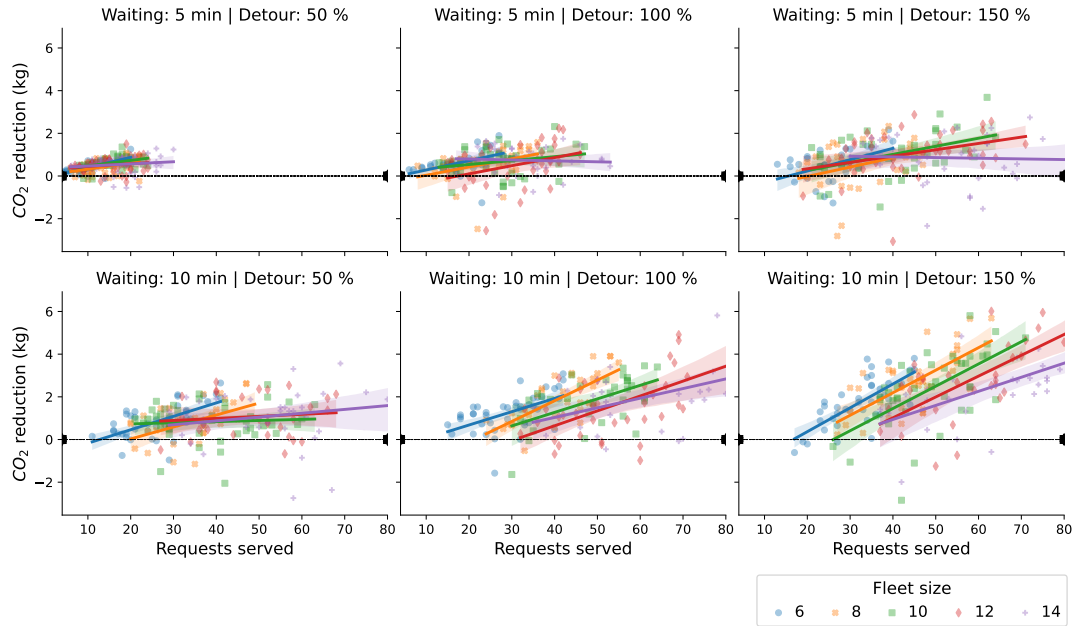 Waiting: 5 min | Detour: 50 %
Waiting: 5 min | Detour: 100 %
Waiting: 5 min | Detour: 150 %
CO2 reduction (kg)
6
4
2
0
−2
Waiting: 10 min | Detour: 50 %
Waiting: 10 min | Detour: 100 %
Waiting: 10 min | Detour: 150 %
CO2 reduction (kg)
6
4
2
0
−2
10 20 30 40 50 60 70 80
10 20 30 40 50 60 70 80
10 20 30 40 50 60 70 80
Requests served
Requests served
Requests served
Fleet size
6 8 10 12 14